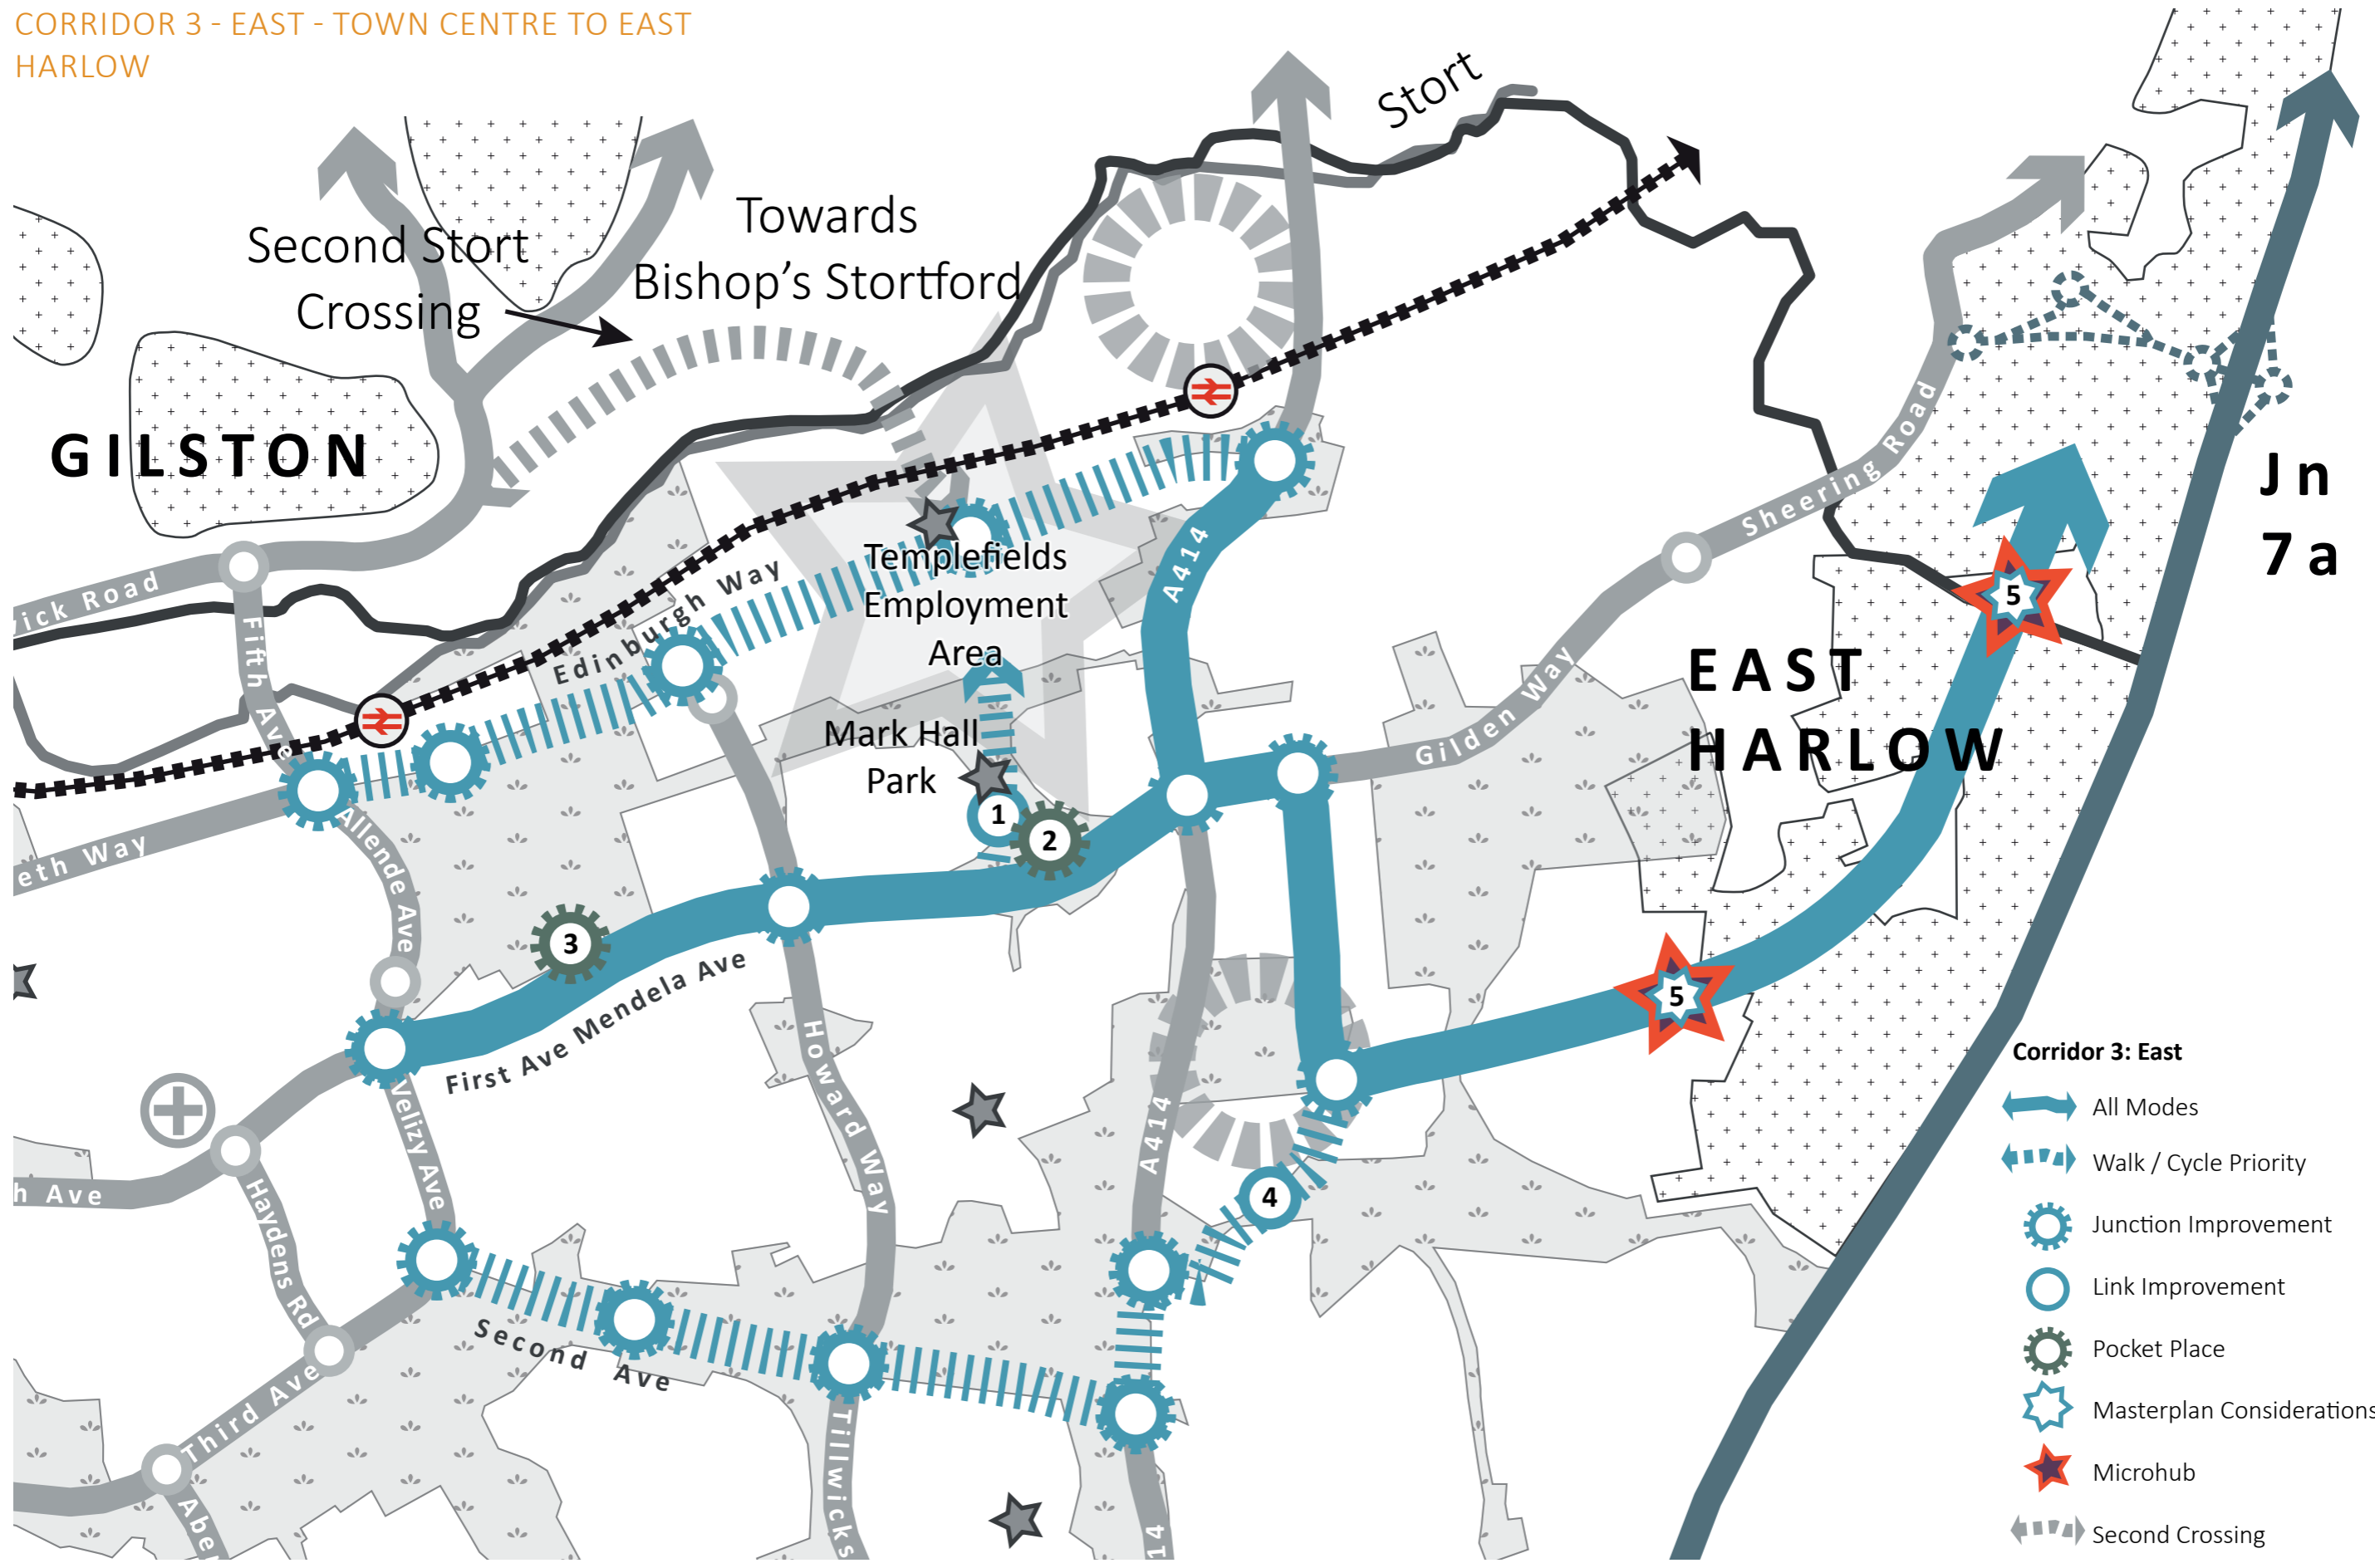 CORRIDOR 3 - EAST - TOWN CENTRE TO EAST
HARLOW
Stort
Second Stort
Crossing
Towards
Bishop's Stortford
GILSTON
Jn
7a
Sheering Road
A414
Templefields
Employment
Area
Edinburgh Way
ick Road
Fifth Ave
5
EAST
HARLOW
Gilden Way
Mark Hall
Park
1
2
eth Way
Allende Ave
3
First Ave Mendela Ave
5
Howard Way
Velizy Ave
A414
h Ave
Haydens Rd
4
Second Ave
Third Ave
Tillwicks
14
Corridor 3: East
All Modes
Walk / Cycle Priority
Junction Improvement
Link Improvement
Pocket Place
Masterplan Considerations
Microhub
Second Crossing